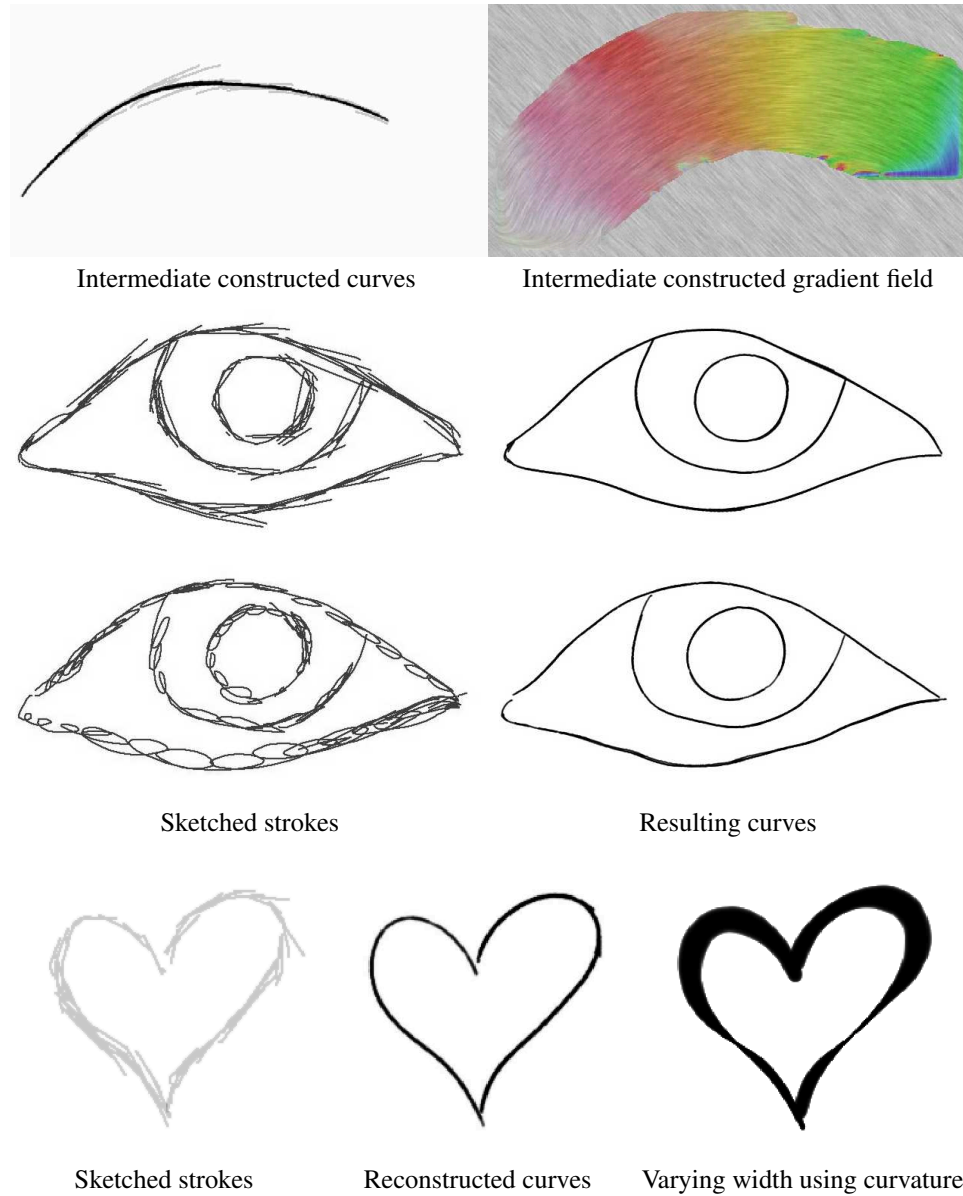 Intermediate constructed curves
Intermediate constructed gradient field
Sketched strokes
Resulting curves
Sketched strokes
Reconstructed curves
Varying width using curvature